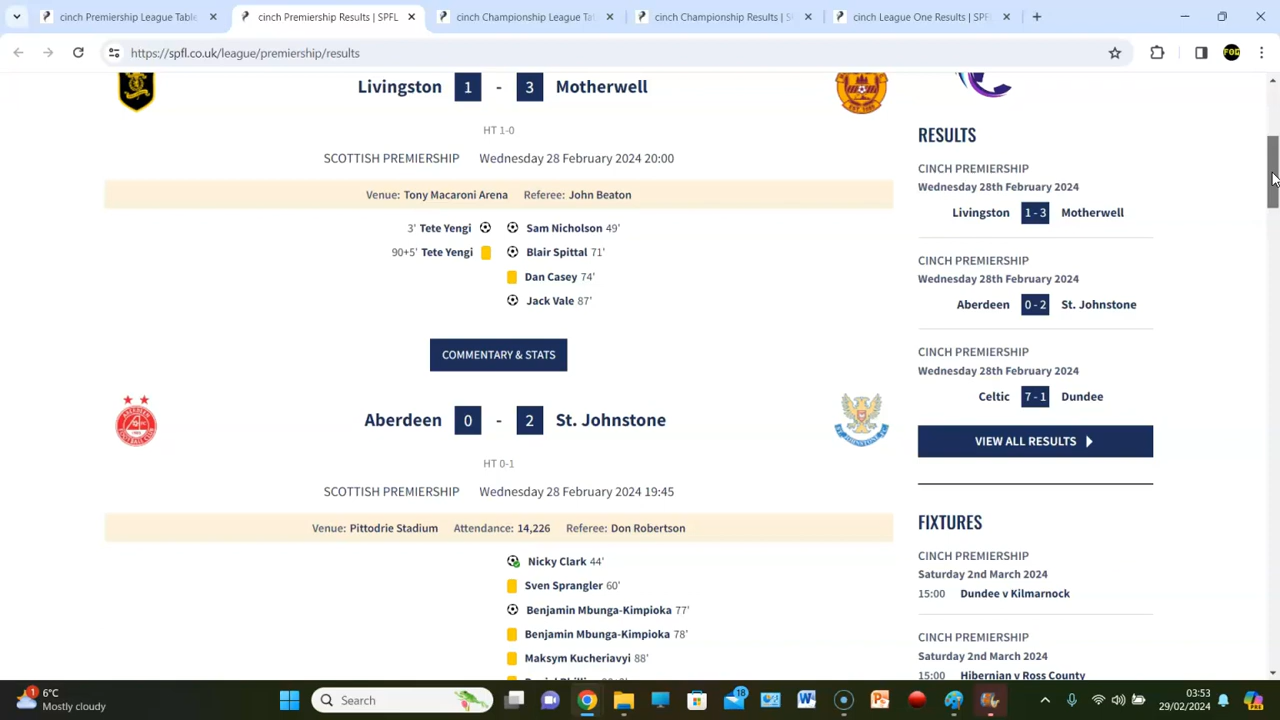 cinch Premiership League Table
cinch Premiership Results | SPFL
cinch Championship League Ta
cinch Championship Results | S
cinch League One Results | SPF
https://spfl.co.uk/league/premiership/results
Livingston 1 - 3 Motherwell
HT 1-0
SCOTTISH PREMIERSHIP Wednesday 28 February 2024 20:00
Venue: Tony Macaroni Arena Referee: John Beaton
3' Tete Yengi Sam Nicholson 49'
90+5' Tete Yengi Blair Spittal 71'
Dan Casey 74'
Jack Vale 87'
COMMENTARY & STATS
Aberdeen 0 - 2 St. Johnstone
HT 0-1
SCOTTISH PREMIERSHIP Wednesday 28 February 2024 19:45
Venue: Pittodrie Stadium Attendance: 14,226 Referee: Don Robertson
Nicky Clark 44'
Sven Sprangler 60'
Benjamin Mbunga-Kimpioka 77'
Benjamin Mbunga-Kimpioka 78'
Maksym Kucheriavyi 88'
RESULTS
CINCH PREMIERSHIP
Wednesday 28th February 2024
Livingston 1 - 3 Motherwell
CINCH PREMIERSHIP
Wednesday 28th February 2024
Aberdeen 0 - 2 St. Johnstone
CINCH PREMIERSHIP
Wednesday 28th February 2024
Celtic 7 - 1 Dundee
VIEW ALL RESULTS
FIXTURES
CINCH PREMIERSHIP
Saturday 2nd March 2024
15:00 Dundee v Kilmarnock
CINCH PREMIERSHIP
Saturday 2nd March 2024
15:00 Hibernian v Ross County
1
6°C
Mostly cloudy
Search
18
03:53
29/02/2024